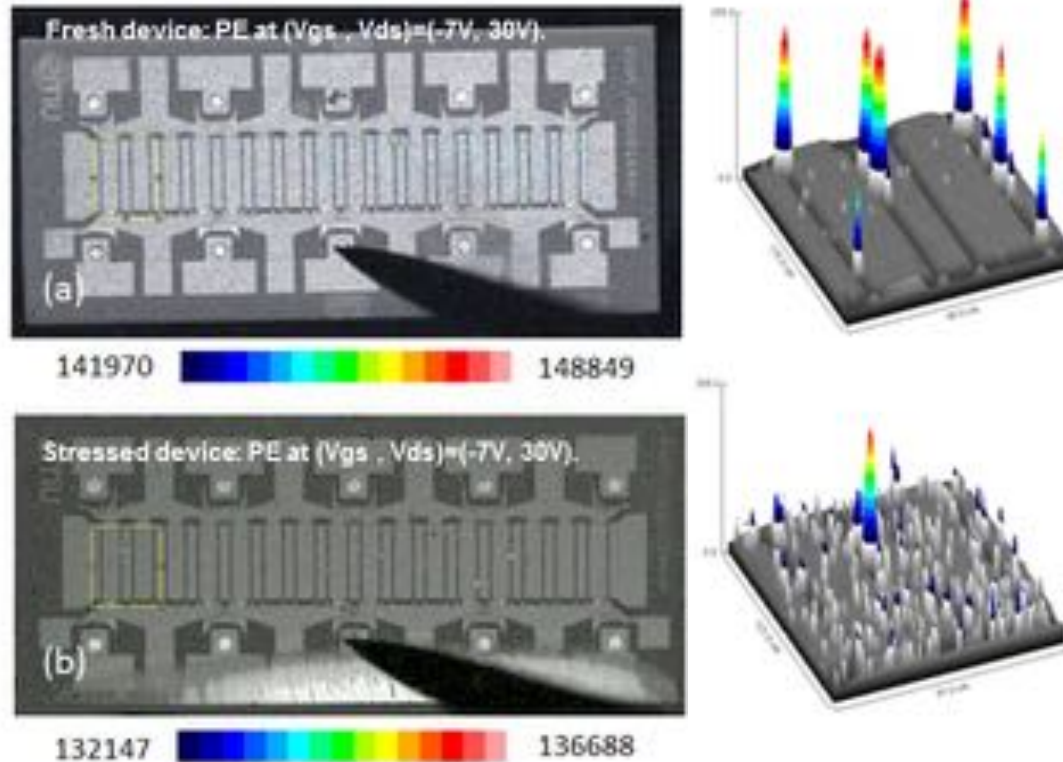 Fresh device: PE at (Vgs , Vds)=(-7V, 30V).
(a)
141970
148849
Stressed device: PE at (Vgs , Vds)=(-7V, 30V).
(b)
132147
136688